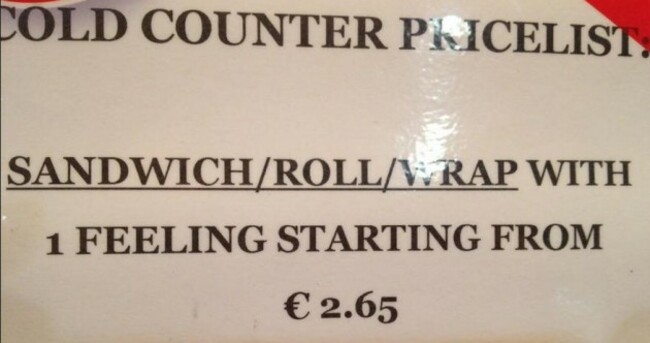 COLD COUNTER PRICELIST:
SANDWICH/ROLL/WRAP WITH
1 FEELING STARTING FROM
€ 2.65